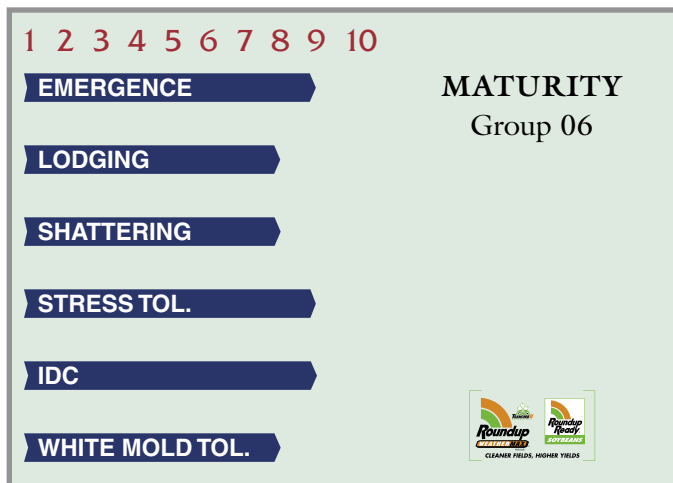 1 2 3 4 5 6 7 8 9 10
EMERGENCE
MATURITY
Group 06
LODGING
SHATTERING
STRESS TOL.
IDC
WHITE MOLD TOL.
Roundup
WEATHERMAX
Roundup
Ready
SOYBEANS
CLEANER FIELDS, HIGHER YIELDS